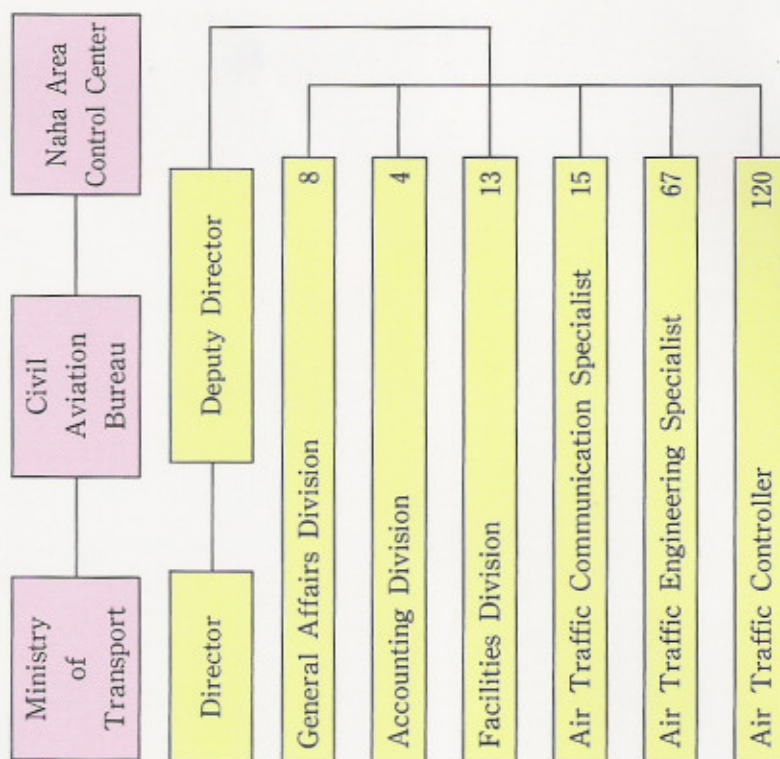 Ministry
of
Transport
Civil
Aviation
Bureau
Naha Area
Control Center
Director
Deputy Director
General Affairs Division 8
Accounting Division 4
Facilities Division 13
Air Traffic Communication Specialist 15
Air Traffic Engineering Specialist 67
Air Traffic Controller 120